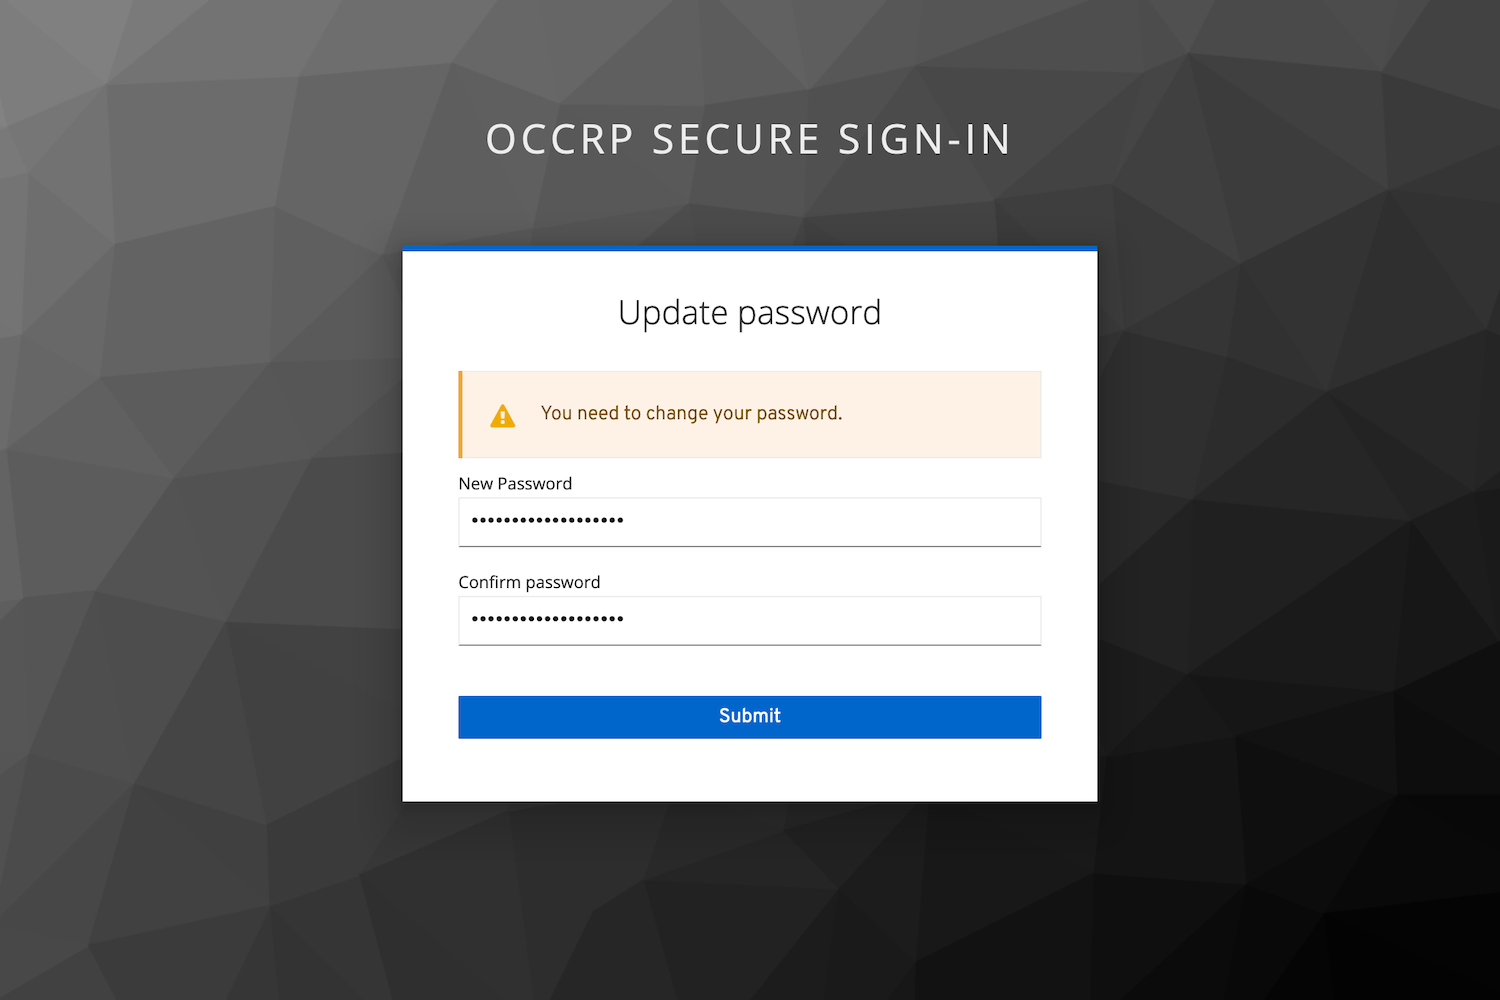 OCCRP SECURE SIGN-IN
Update password
You need to change your password.
New Password
•••••••••••••••••••
Confirm password
•••••••••••••••••••
Submit